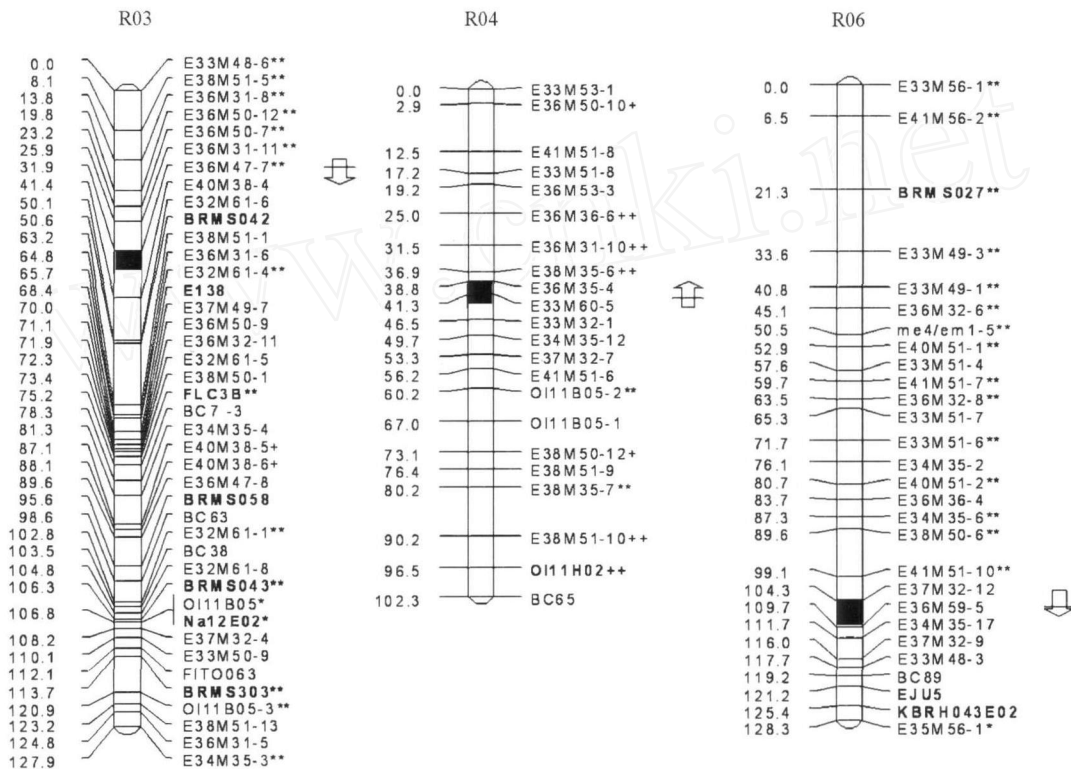 R03
0.0 E33M48-6**
8.1 E38M51-5**
13.8 E36M31-8**
19.8 E36M50-12**
23.2 E36M50-7**
25.9 E36M31-11**
31.9 E36M47-7**
41.4 E40M38-4
50.1 E32M61-6
50.6 BRMS042
63.2 E38M51-1
64.8 E36M31-6
65.7 E32M61-4**
68.4 E138
70.0 E37M49-7
71.1 E36M50-9
71.9 E36M32-11
72.3 E32M61-5
73.4 E38M50-1
75.2 FLC3B**
78.3 BC7 -3
81.3 E34M35-4
87.1 E40M38-5+
88.1 E40M38-6+
89.6 E36M47-8
95.6 BRMS058
98.6 BC63
102.8 E32M61-1**
103.5 BC38
104.8 E32M61-8
106.3 BRMS043**
OI11B05*
106.8 Na12E02*
108.2 E37M32-4
110.1 E33M50-9
112.1 FITO063
113.7 BRMS303**
120.9 OI11B05-3**
123.2 E38M51-13
124.8 E36M31-5
127.9 E34M35-3**
R04
0.0 E33M53-1
2.9 E36M50-10+
12.5 E41M51-8
17.2 E33M51-8
19.2 E36M53-3
25.0 E36M36-6++
31.5 E36M31-10++
36.9 E38M35-6++
38.8 E36M35-4
41.3 E33M60-5
46.5 E33M32-1
49.7 E34M35-12
53.3 E37M32-7
56.2 E41M51-6
60.2 OI11B05-2**
67.0 OI11B05-1
73.1 E38M50-12+
76.4 E38M51-9
80.2 E38M35-7**
90.2 E38M51-10++
96.5 OI11H02++
102.3 BC65
R06
0.0 E33M56-1**
6.5 E41M56-2**
21.3 BRMS027**
33.6 E33M49-3**
40.8 E33M49-1**
45.1 E36M32-6**
50.5 me4/em1-5**
52.9 E40M51-1**
57.6 E33M51-4
59.7 E41M51-7**
63.5 E36M32-8**
65.3 E33M51-7
71.7 E33M51-6**
76.1 E34M35-2
80.7 E40M51-2**
83.7 E36M36-4
87.3 E34M35-6**
89.6 E38M50-6**
99.1 E41M51-10**
104.3 E37M32-12
109.7 E36M59-5
111.7 E34M35-17
116.0 E37M32-9
117.7 E33M48-3
119.2 BC89
121.2 EJU5
125.4 KBRH043E02
128.3 E35M56-1*
www.cnki.net